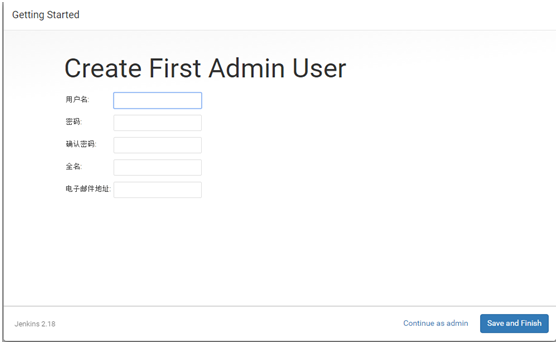 Getting Started
Create First Admin User
用户名:
密码:
确认密码:
全名:
电子邮件地址:
Jenkins 2.18
Continue as admin
Save and Finish